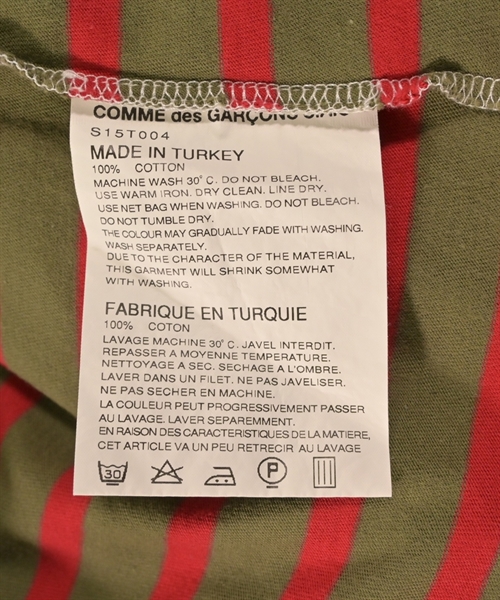 COMME des GARÇONS
S15T004
MADE IN TURKEY
100% COTTON
MACHINE WASH 30°C. DO NOT BLEACH.
USE WARM IRON. DRY CLEAN. LINE DRY.
USE NET BAG WHEN WASHING. DO NOT BLEACH.
DO NOT TUMBLE DRY.
THE COLOUR MAY GRADUALLY FADE WITH WASHING.
WASH SEPARATELY.
DUE TO THE CHARACTER OF THE MATERIAL,
THIS GARMENT WILL SHRINK SOMEWHAT
WITH WASHING.
FABRIQUE EN TURQUIE
100% COTON
LAVAGE MACHINE 30°C. JAVEL INTERDIT.
REPASSER A MOYENNE TEMPERATURE.
NETTOYAGE A SEC. SECHAGE A L'OMBRE.
LAVER DANS UN FILET. NE PAS JAVELISER.
NE PAS SECHER EN MACHINE.
LA COULEUR PEUT PROGRESSIVEMENT PASSER
AU LAVAGE. LAVER SEPAREMMENT.
EN RAISON DES CARACTERISTIQUES DE LA MATIERE,
CET ARTICLE VA UN PEU RETRECIR AU LAVAGE
30 P